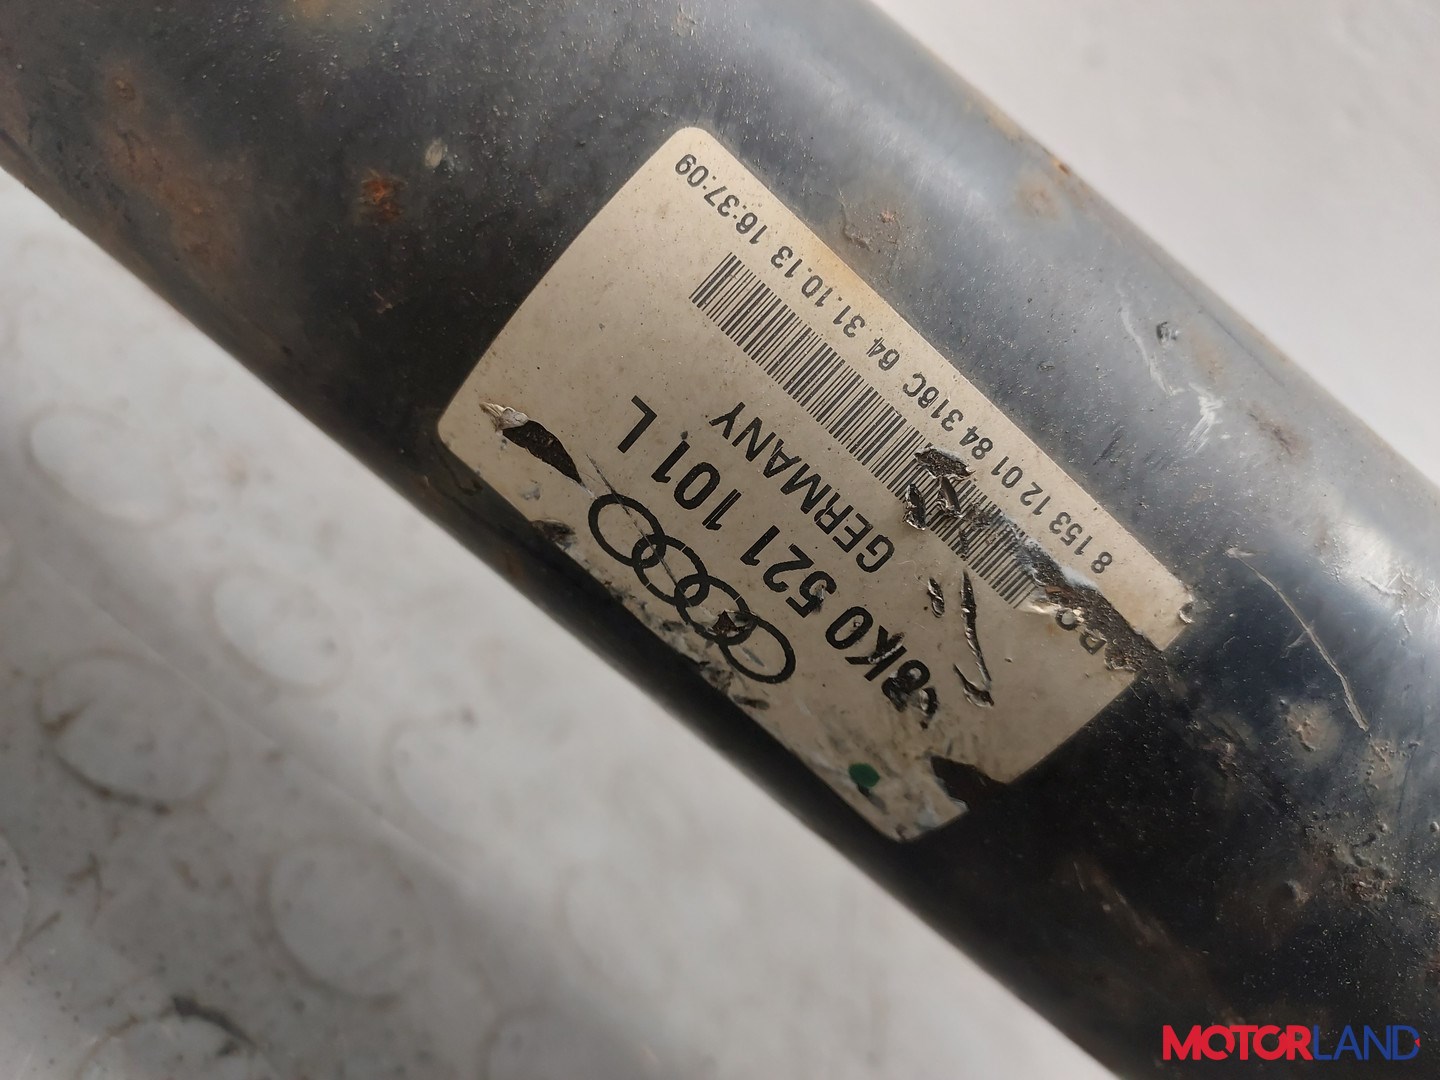 8K0 521 101 L
GERMANY
8 153 12 01 84 318C 64 31.10.13 16:37:09
MOTORLAND